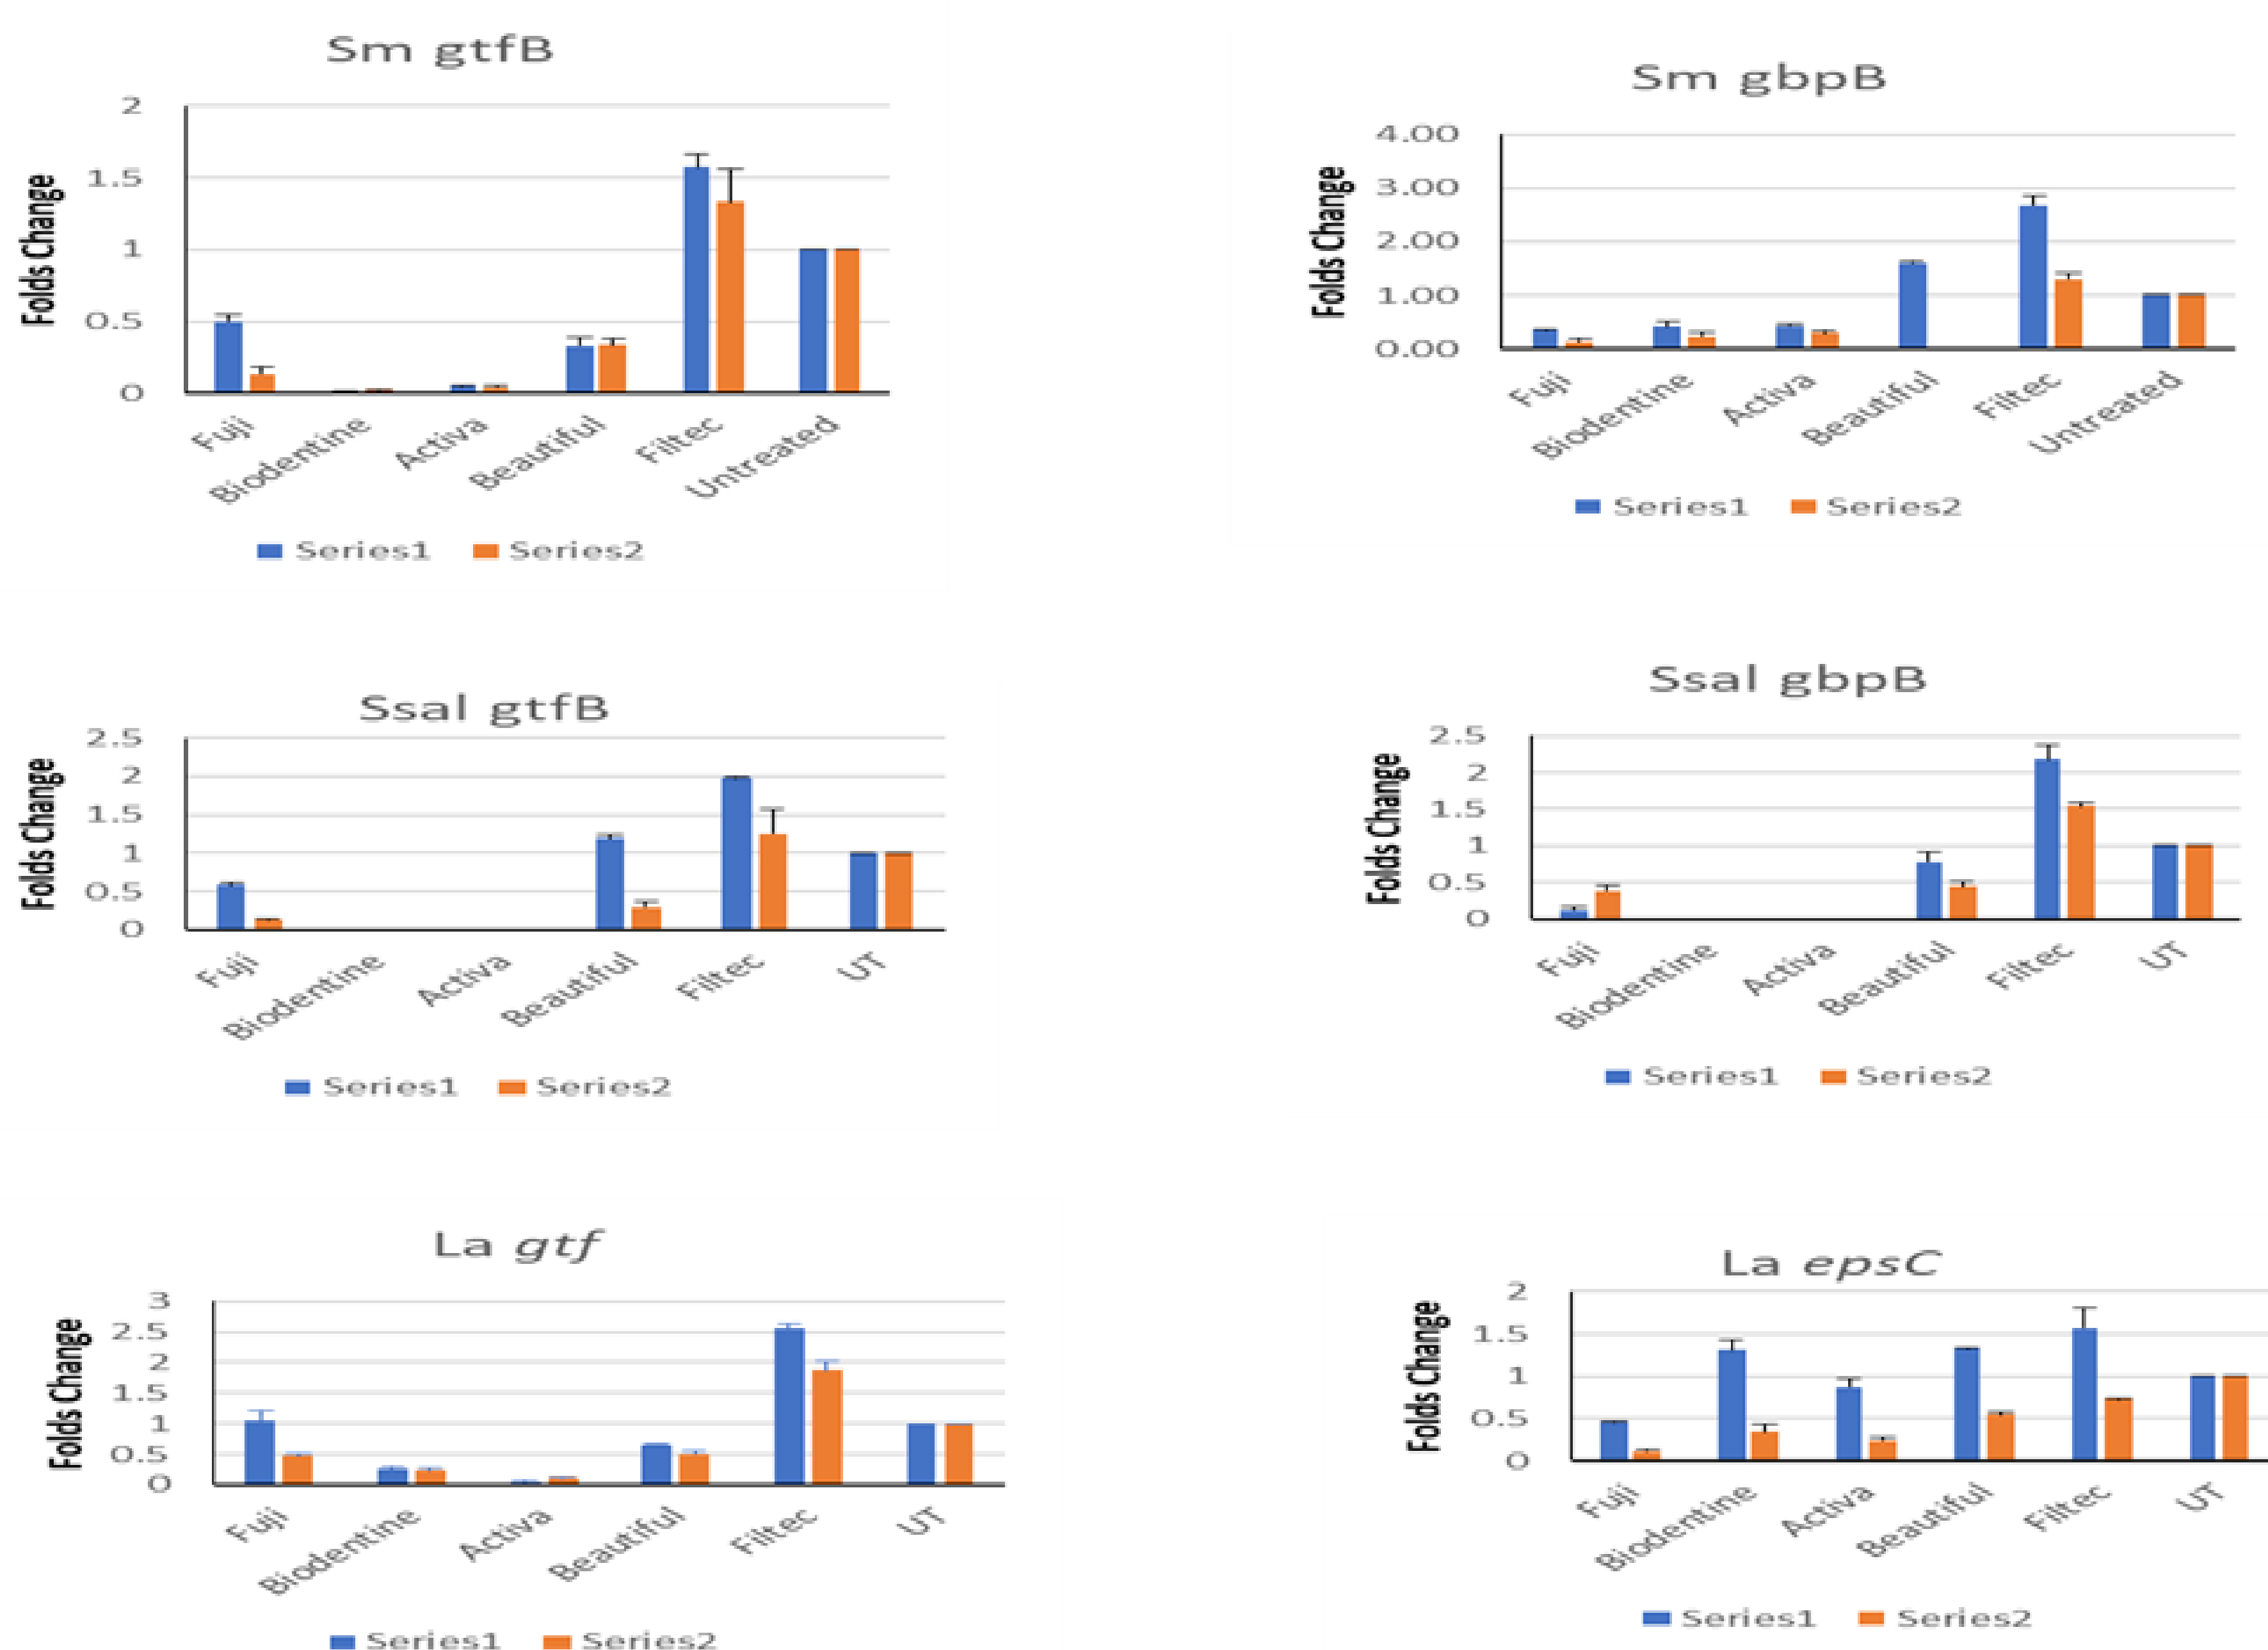 Sm gtfB
Folds Change
2
1.5
1
0.5
0
Fuji
Biodentine
Activa
Beautiful
Filtec
Untreated
Series1 Series2
Sm gbpB
Folds Change
4.00
3.00
2.00
1.00
0.00
Fuji
Biodentine
Activa
Beautiful
Filtec
Untreated
Series1 Series2
Ssal gtfB
Folds Change
2.5
2
1.5
1
0.5
0
Fuji
Biodentine
Activa
Beautiful
Filtec
UT
Series1 Series2
Ssal gbpB
Folds Change
2.5
2
1.5
1
0.5
0
Fuji
Biodentine
Activa
Beautiful
Filtec
UT
Series1 Series2
La gtf
Folds Change
3
2.5
2
1.5
1
0.5
0
Fuji
Biodentine
Activa
Beautiful
Filtec
UT
Series1 Series2
La epsC
Folds Change
2
1.5
1
0.5
0
Fuji
Biodentine
Activa
Beautiful
Filtec
UT
Series1 Series2